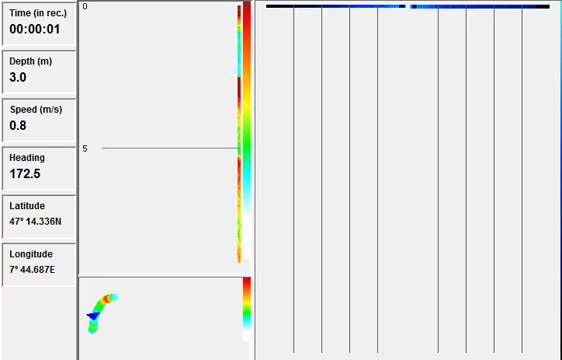 Time (in rec.)
00:00:01
Depth (m)
3.0
Speed (m/s)
0.8
Heading
172.5
Latitude
47° 14.336N
Longitude
7° 44.687E
0
5